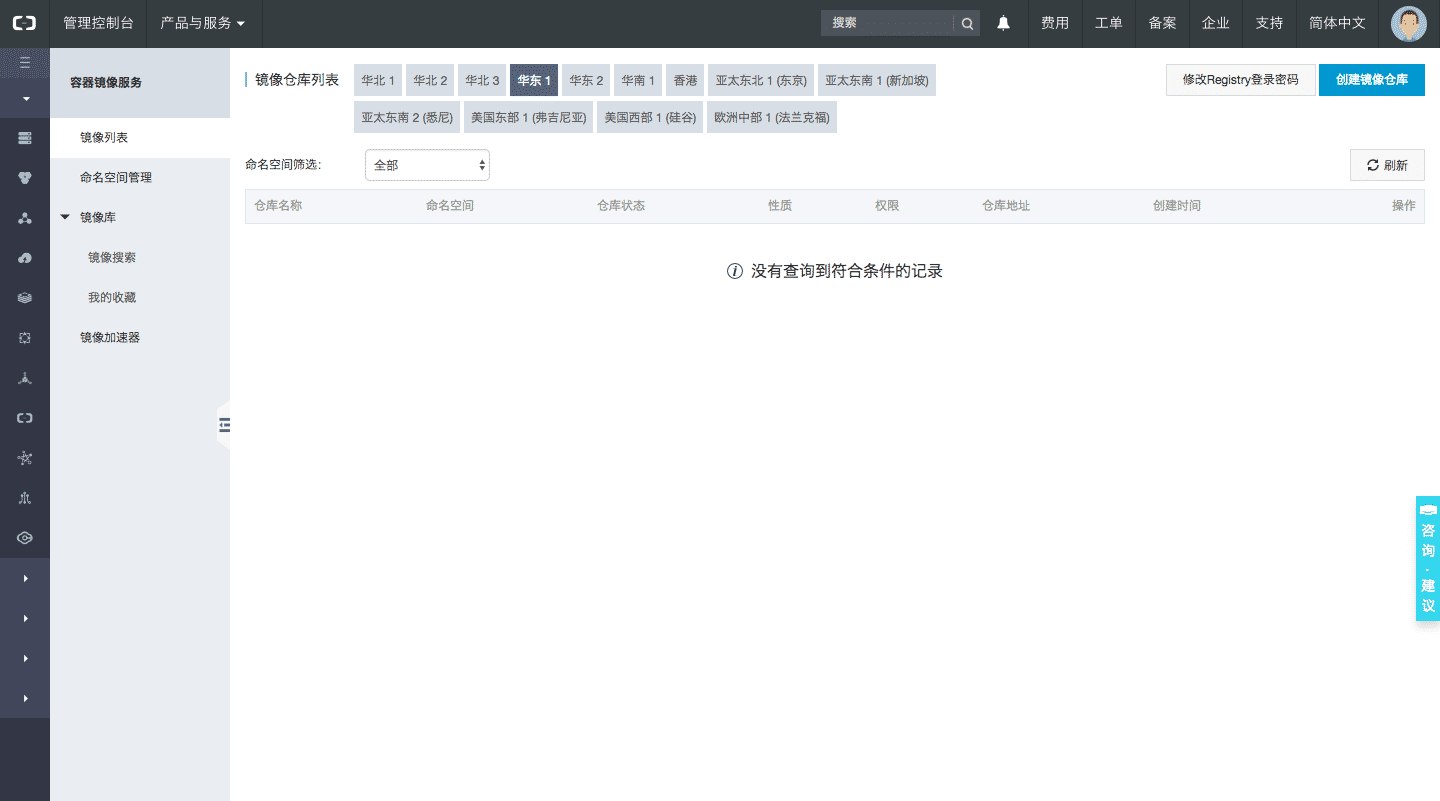 管理控制台 产品与服务 搜索 费用 工单 备案 企业 支持 简体中文
容器镜像服务
镜像列表
命名空间管理
镜像库
镜像搜索
我的收藏
镜像加速器
镜像仓库列表 华北 1 华北 2 华北 3 华东 1 华东 2 华南 1 香港 亚太东北 1 (东京) 亚太东南 1 (新加坡) 修改Registry登录密码 创建镜像仓库
亚太东南 2 (悉尼) 美国东部 1 (弗吉尼亚) 美国西部 1 (硅谷) 欧洲中部 1 (法兰克福)
命名空间筛选: 全部 刷新
仓库名称 命名空间 仓库状态 性质 权限 仓库地址 创建时间 操作
没有查询到符合条件的记录
咨询·建议